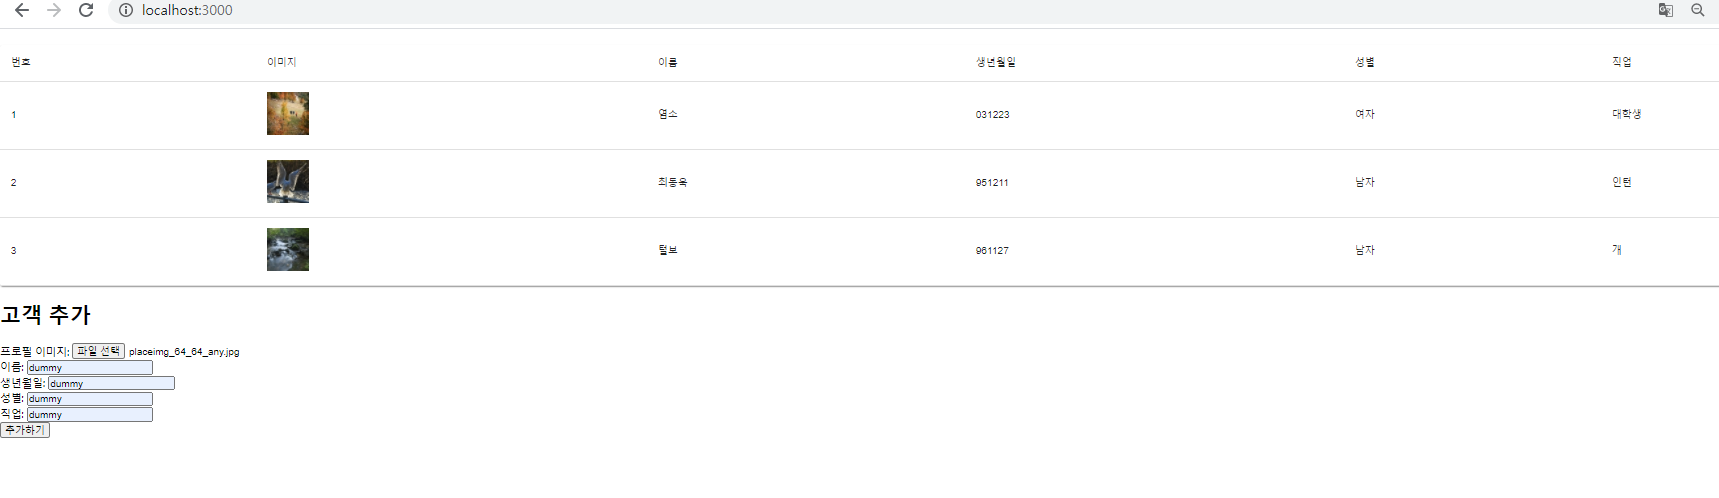 localhost:3000
번호 이미지 이름 생년월일 성별 직업
1 염소 031223 여자 대학생
2 최동욱 951211 남자 인턴
3 털보 961127 남자 개
고객 추가
프로필 이미지: 파일 선택 placeimg_64_64_any.jpg
이름: dummy
생년월일: dummy
성별: dummy
직업: dummy
추가하기